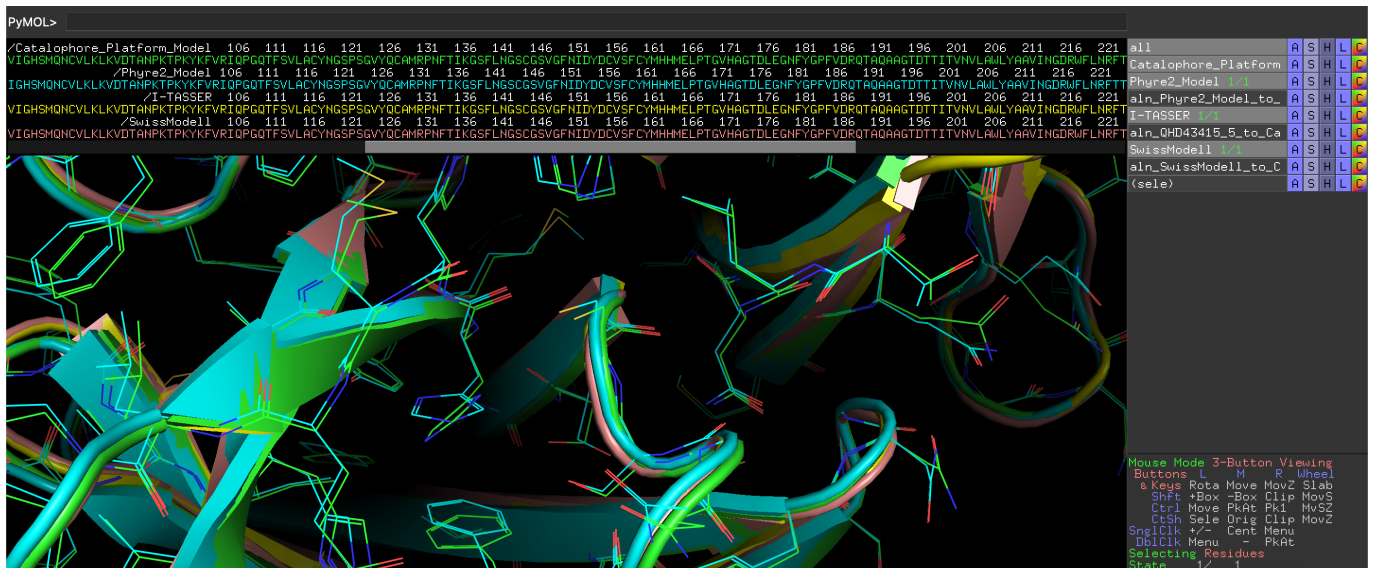 PyMOL>
/Catalophore_Platform_Model 106 111 116 121 126 131 136 141 146 151 156 161 166 171 176 181 186 191 196 201 206 211 216 221
VIGHSMQNCVLKLKVDTANPKTPKYKFVRIQPGQTFSVLACYNGSPSGVYQCAMRPNFTIKGSFLNGSCGSVGFNIDYDCVSFCYMHHMELPTGVHAGTDLEGNFYGPFVDRQTAQAAGTDTTITVNVLAWLYAAVINGDRWFLNRFT
/Phyre2_Model 106 111 116 121 126 131 136 141 146 151 156 161 166 171 176 181 186 191 196 201 206 211 216 221
IGHSMQNCVLKLKVDTANPKTPKYKFVRIQPGQTFSVLACYNGSPSGVYQCAMRPNFTIKGSFLNGSCGSVGFNIDYDCVSFCYMHHMELPTGVHAGTDLEGNFYGPFVDRQTAQAAGTDTTITVNVLAWLYAAVINGDRWFLNRFTT
/I-TASSER 106 111 116 121 126 131 136 141 146 151 156 161 166 171 176 181 186 191 196 201 206 211 216 221
VIGHSMQNCVLKLKVDTANPKTPKYKFVRIQPGQTFSVLACYNGSPSGVYQCAMRPNFTIKGSFLNGSCGSVGFNIDYDCVSFCYMHHMELPTGVHAGTDLEGNFYGPFVDRQTAQAAGTDTTITVNVLAWLYAAVINGDRWFLNRFT
/SwissModell 106 111 116 121 126 131 136 141 146 151 156 161 166 171 176 181 186 191 196 201 206 211 216 221
VIGHSMQNCVLKLKVDTANPKTPKYKFVRIQPGQTFSVLACYNGSPSGVYQCAMRPNFTIKGSFLNGSCGSVGFNIDYDCVSFCYMHHMELPTGVHAGTDLEGNFYGPFVDRQTAQAAGTDTTITVNVLAWLYAAVINGDRWFLNRFT
all A S H L C
Catalophore_Platform A S H L C
Phyre2_Model 1/1 A S H L C
aln_Phyre2_Model_to_ A S H L C
I-TASSER 1/1 A S H L C
aln_QHD43415_5_to_Ca A S H L C
SwissModell 1/1 A S H L C
aln_SwissModell_to_C A S H L C
(sele) A S H L C
Mouse Mode 3-Button Viewing
Buttons L M R Wheel
& Keys Rota Move MovZ Slab
Shft +Box -Box Clip MovS
Ctrl Move PkAt Pk1 MvSZ
CtSh Sele Orig Clip MovZ
SnglClk +/- Cent Menu
DblClk Menu - PkAt
Selecting Residues
State 1/ 1